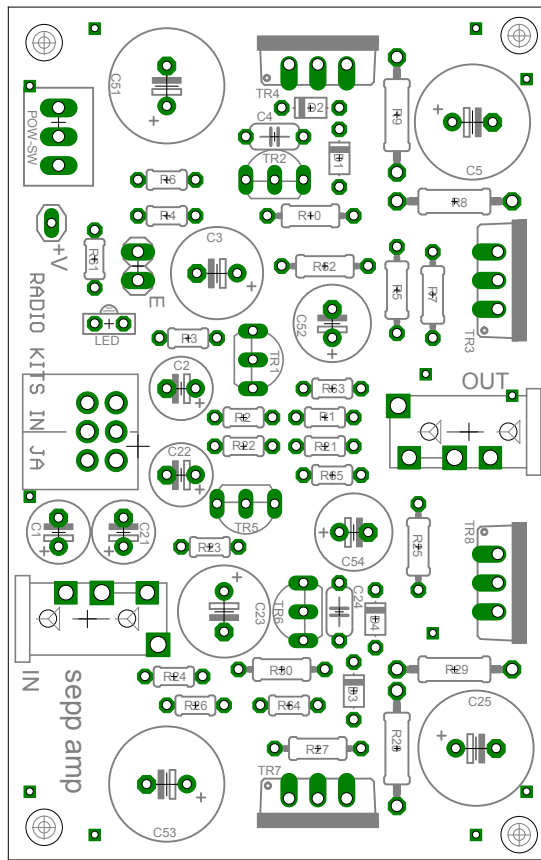 C51
TR4
D2
C4
R9
C5
POW-SW
TR2
D1
R6
R8
R4
R10
+V
R61
C3
E
R62
R5
R7
TR3
LED
C52
R3
TR1
RADIO KITS IN JA
C2
R63
OUT
R2
R1
R22
R21
C22
R65
C1
C21
TR5
R23
C54
R25
TR8
C23
TR6
C24
D4
IN
sepp amp
R24
R30
R29
D3
R26
R64
C25
R27
R28
TR7
C53